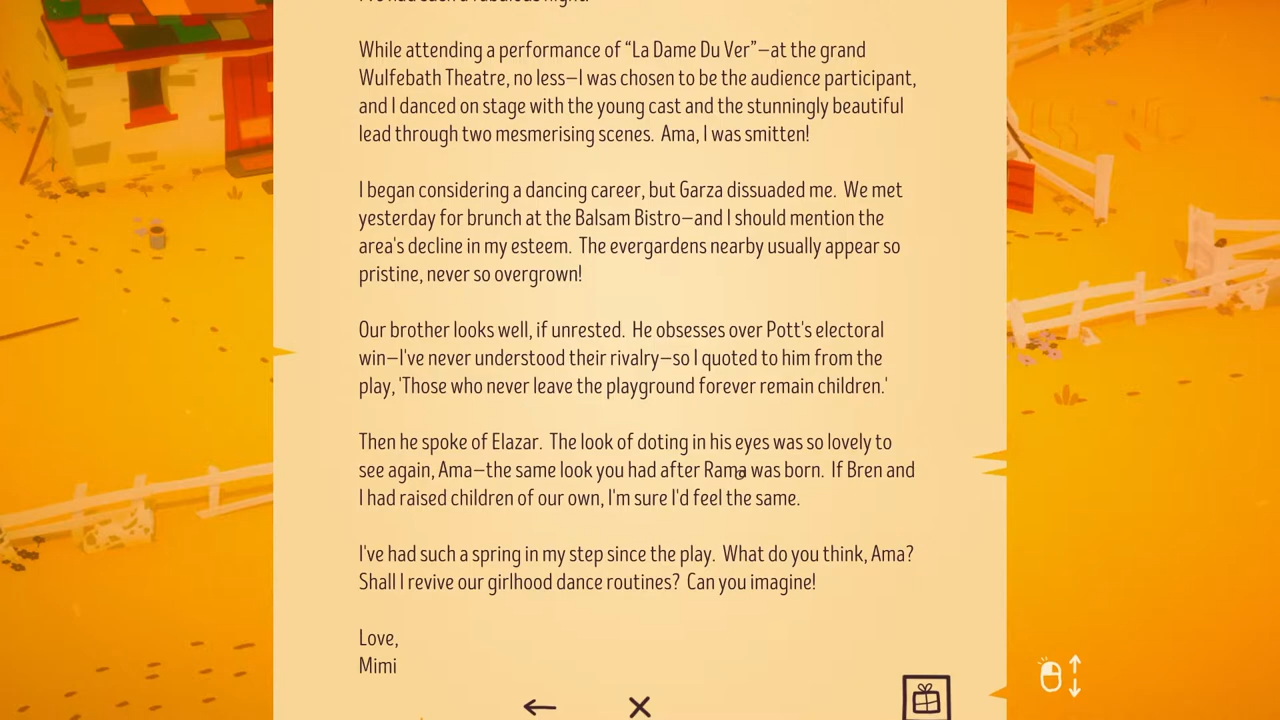 I've had such a fabulous night.
While attending a performance of “La Dame Du Ver”—at the grand
Wulfebath Theatre, no less—I was chosen to be the audience participant,
and I danced on stage with the young cast and the stunningly beautiful
lead through two mesmerising scenes. Ama, I was smitten!
I began considering a dancing career, but Garza dissuaded me. We met
yesterday for brunch at the Balsam Bistro—and I should mention the
area's decline in my esteem. The evergardens nearby usually appear so
pristine, never so overgrown!
Our brother looks well, if unrested. He obsesses over Pott's electoral
win—I've never understood their rivalry—so I quoted to him from the
play, 'Those who never leave the playground forever remain children.'
Then he spoke of Elazar. The look of doting in his eyes was so lovely to
see again, Ama—the same look you had after Rama was born. If Bren and
I had raised children of our own, I'm sure I'd feel the same.
I've had such a spring in my step since the play. What do you think, Ama?
Shall I revive our girlhood dance routines? Can you imagine!
Love,
Mimi